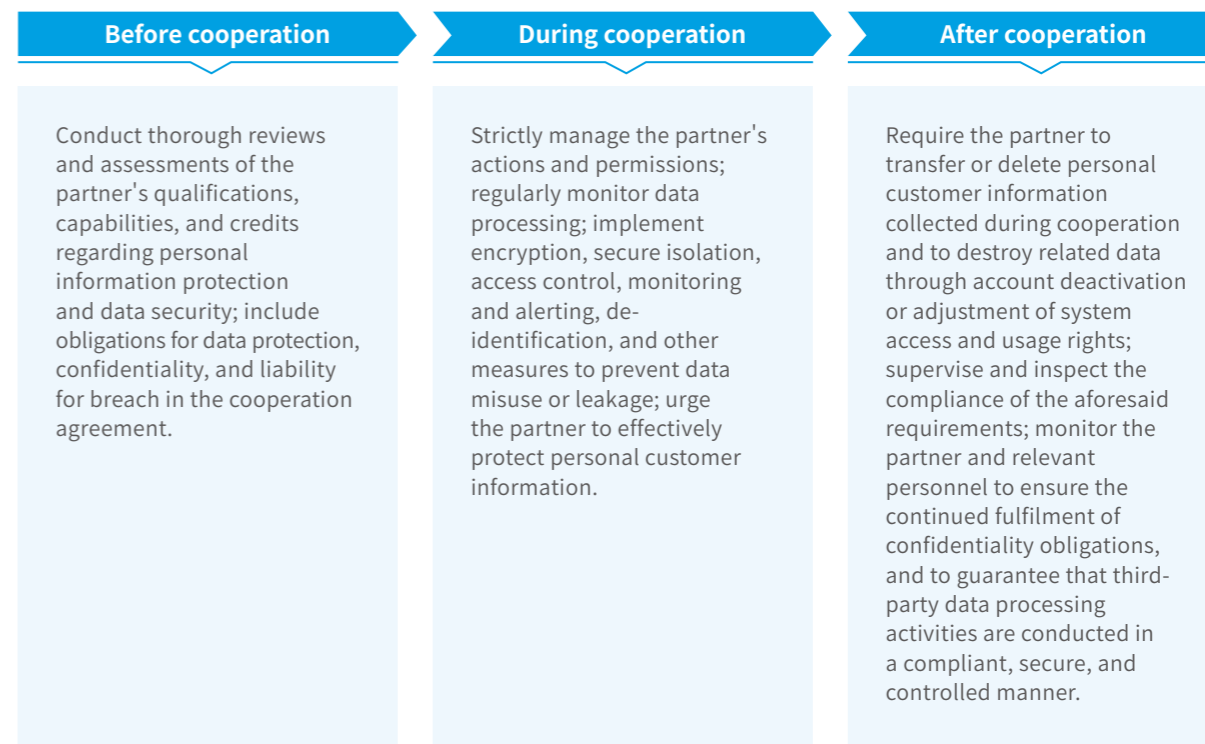 Before cooperation
Conduct thorough reviews
and assessments of the
partner's qualifications,
capabilities, and credits
regarding personal
information protection
and data security; include
obligations for data protection,
confidentiality, and liability
for breach in the cooperation
agreement.
During cooperation
Strictly manage the partner's
actions and permissions;
regularly monitor data
processing; implement
encryption, secure isolation,
access control, monitoring
and alerting, de-
identification, and other
measures to prevent data
misuse or leakage; urge
the partner to effectively
protect personal customer
information.
After cooperation
Require the partner to
transfer or delete personal
customer information
collected during cooperation
and to destroy related data
through account deactivation
or adjustment of system
access and usage rights;
supervise and inspect the
compliance of the aforesaid
requirements; monitor the
partner and relevant
personnel to ensure the
continued fulfilment of
confidentiality obligations,
and to guarantee that third-
party data processing
activities are conducted in
a compliant, secure, and
controlled manner.